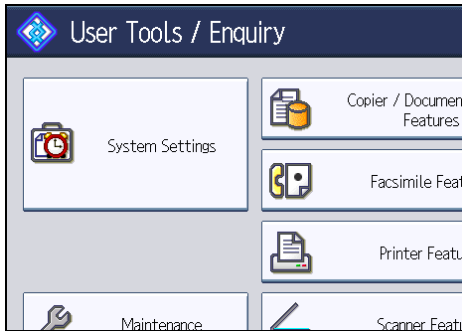 User Tools / Enquiry
System Settings
Copier / Documen
Features
Facsimile Feat
Printer Featu
Maintenance
Scanner Featu